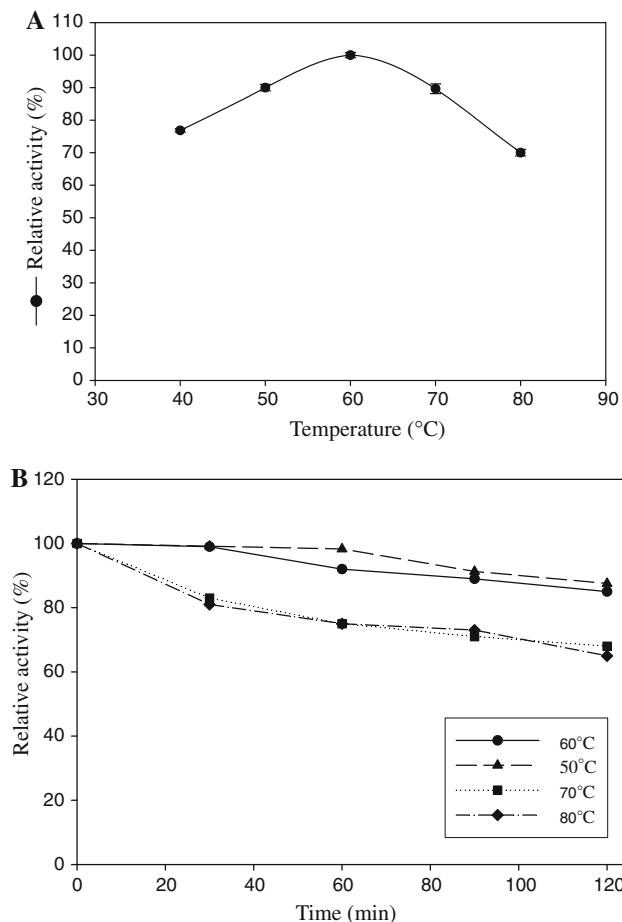 A
110
100
90
80
70
60
50
40
30
20
10
0
Relative activity (%)
30 40 50 60 70 80 90
Temperature (°C)
B
120
100
80
60
40
20
0
Relative activity (%)
60°C
50°C
70°C
80°C
0 20 40 60 80 100 120
Time (min)